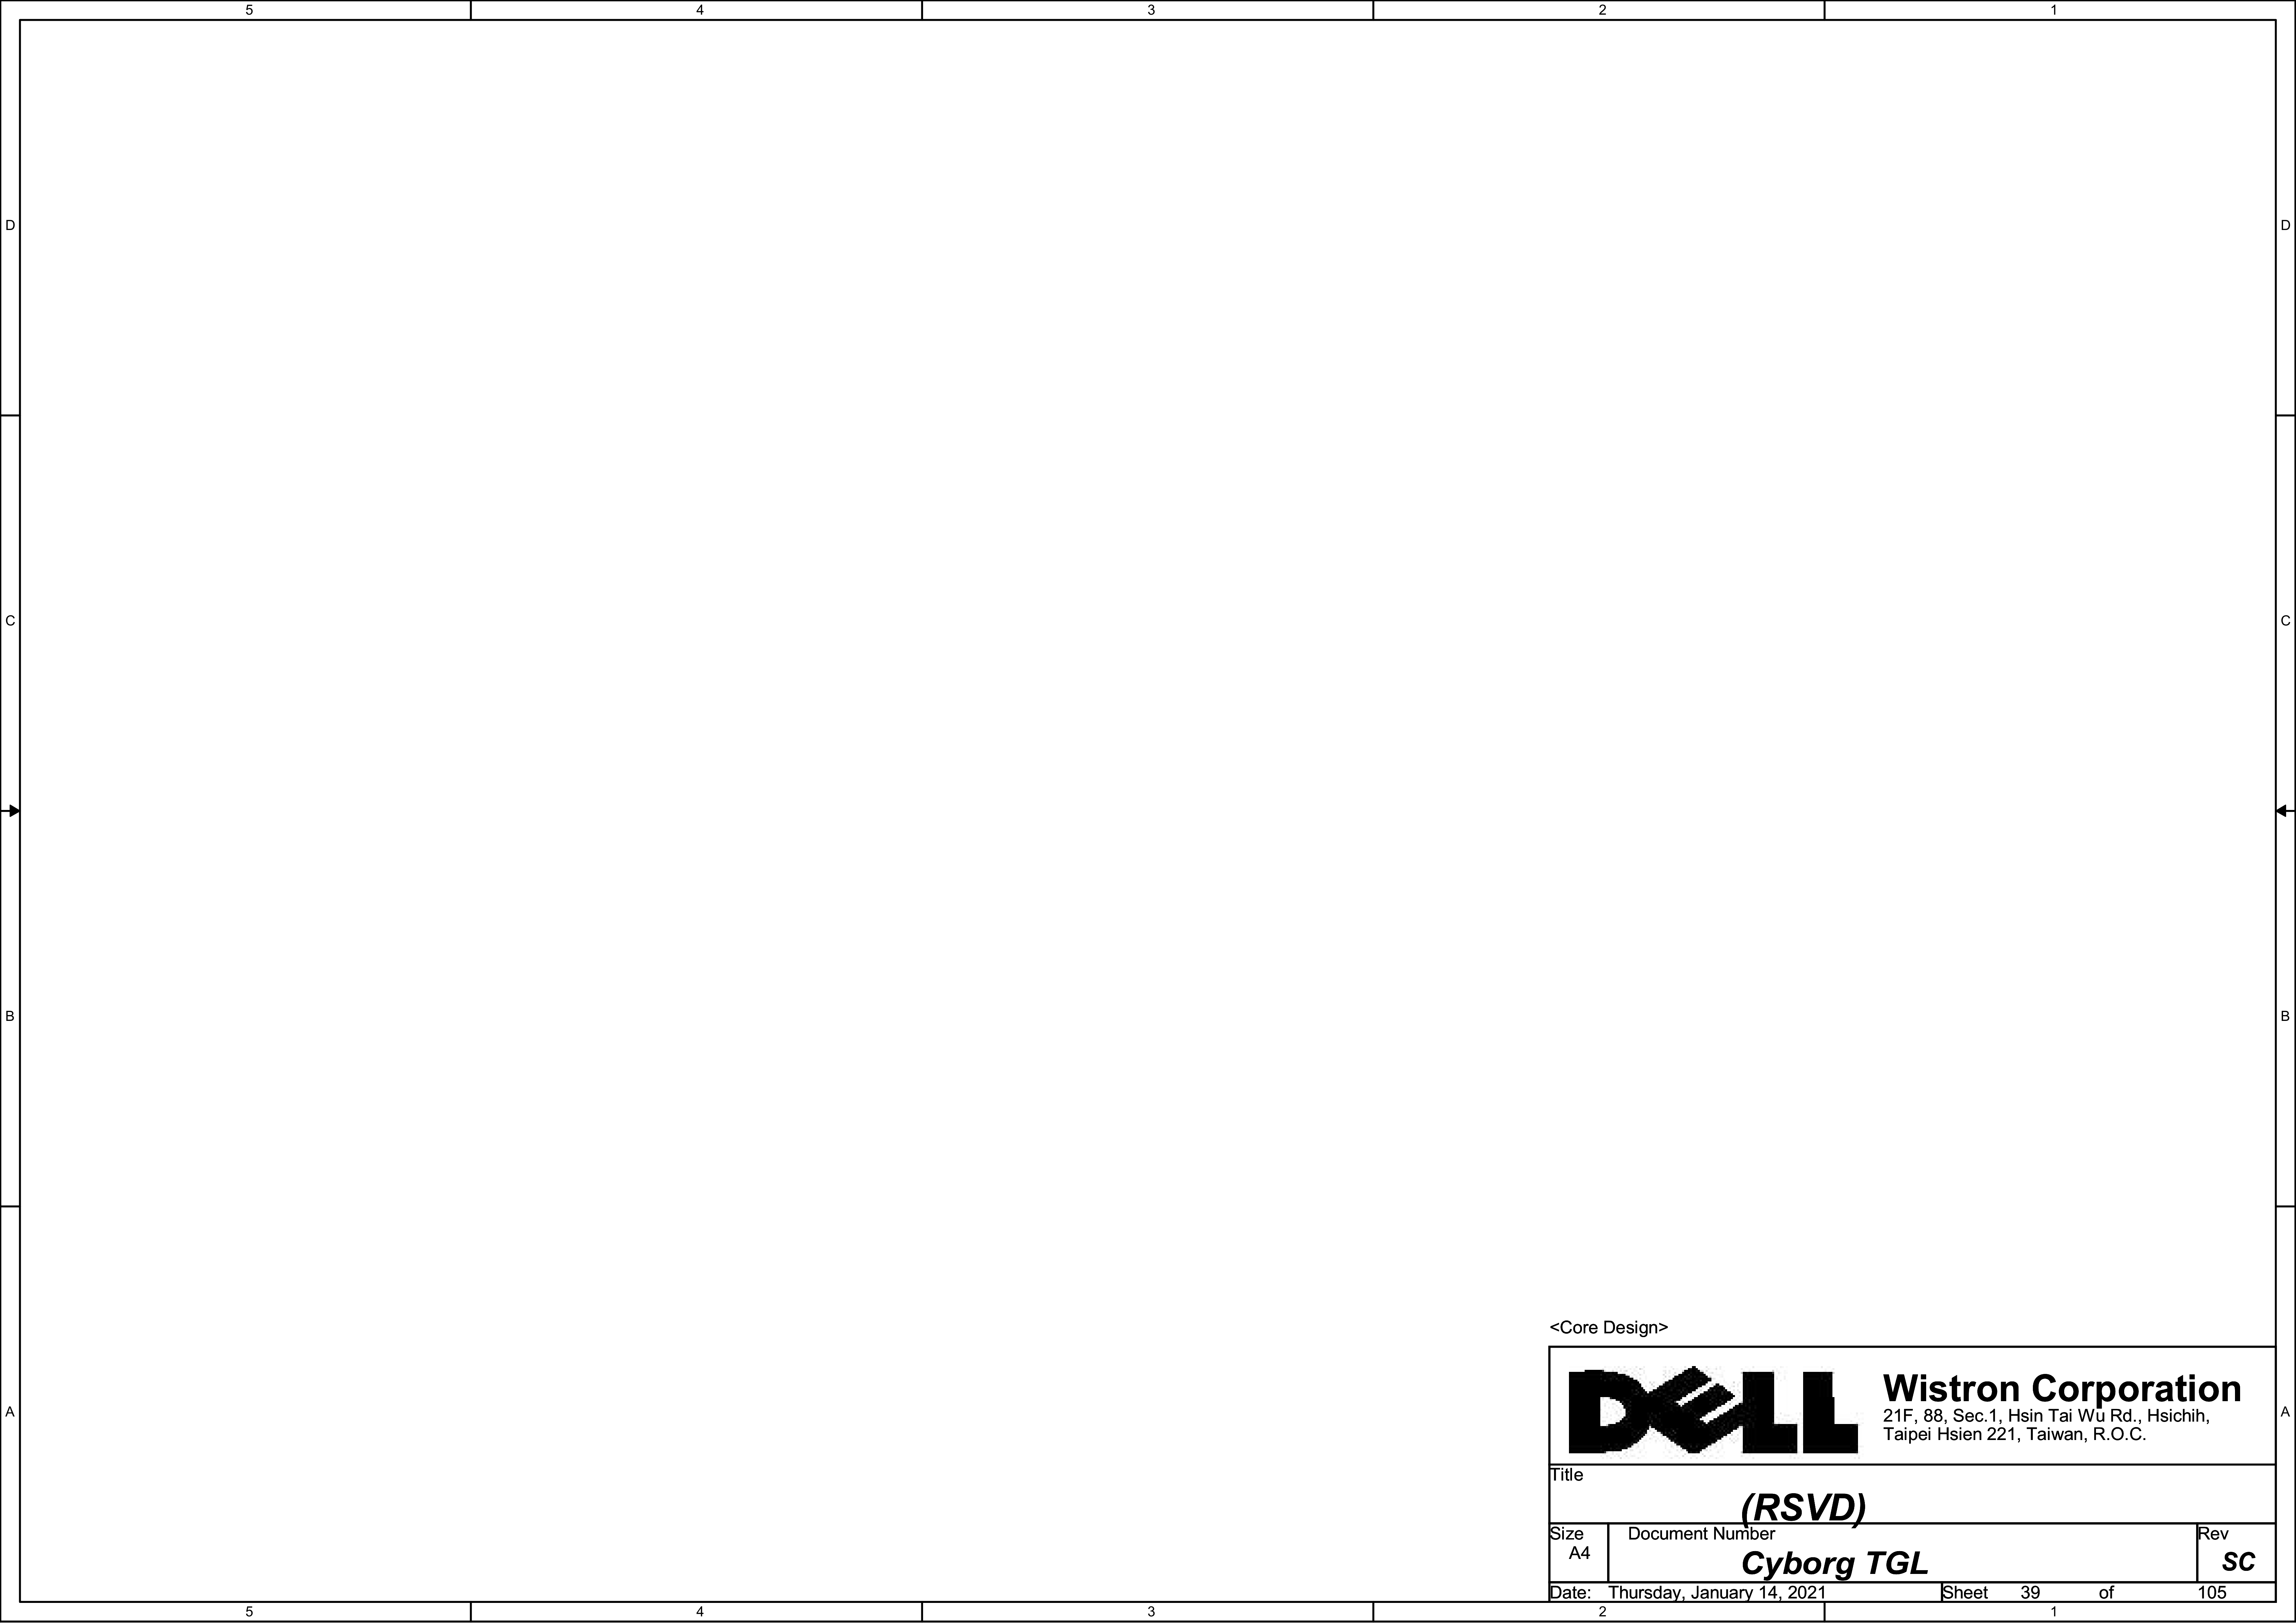 5 4 3 2 1
D D
C C
B B
A A
<Core Design>
DELL
Wistron Corporation
21F, 88, Sec.1, Hsin Tai Wu Rd., Hsichih,
Taipei Hsien 221, Taiwan, R.O.C.
Title
(RSVD)
Size Document Number Rev
A4 Cyborg TGL SC
Date: Thursday, January 14, 2021 Sheet 39 of 105
5 4 3 2 1